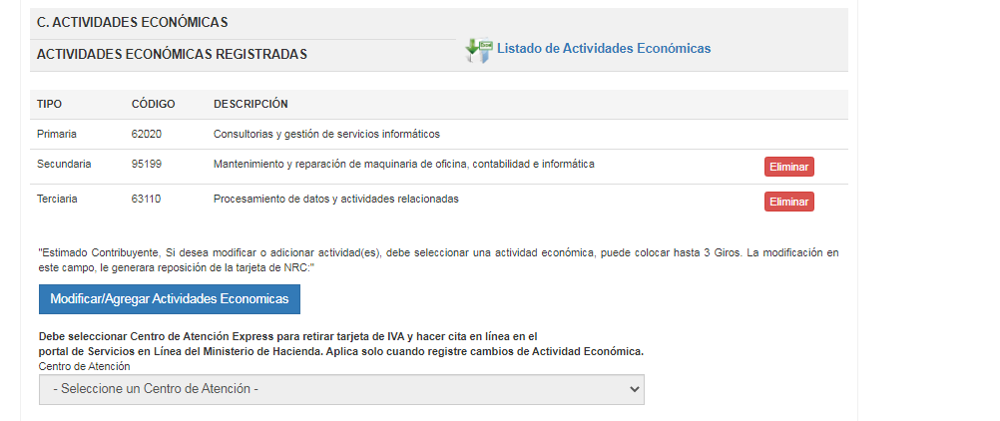 C. ACTIVIDADES ECONÓMICAS
ACTIVIDADES ECONÓMICAS REGISTRADAS
Listado de Actividades Económicas
TIPO CÓDIGO DESCRIPCIÓN
Primaria 62020 Consultorias y gestión de servicios informáticos
Secundaria 95199 Mantenimiento y reparación de maquinaria de oficina, contabilidad e informática Eliminar
Terciaria 63110 Procesamiento de datos y actividades relacionadas Eliminar
"Estimado Contribuyente, Si desea modificar o adicionar actividad(es), debe seleccionar una actividad económica, puede colocar hasta 3 Giros. La modificación en
este campo, le generara reposición de la tarjeta de NRC:"
Modificar/Agregar Actividades Economicas
Debe seleccionar Centro de Atención Express para retirar tarjeta de IVA y hacer cita en línea en el
portal de Servicios en Línea del Ministerio de Hacienda. Aplica solo cuando registre cambios de Actividad Económica.
Centro de Atención
- Seleccione un Centro de Atención -